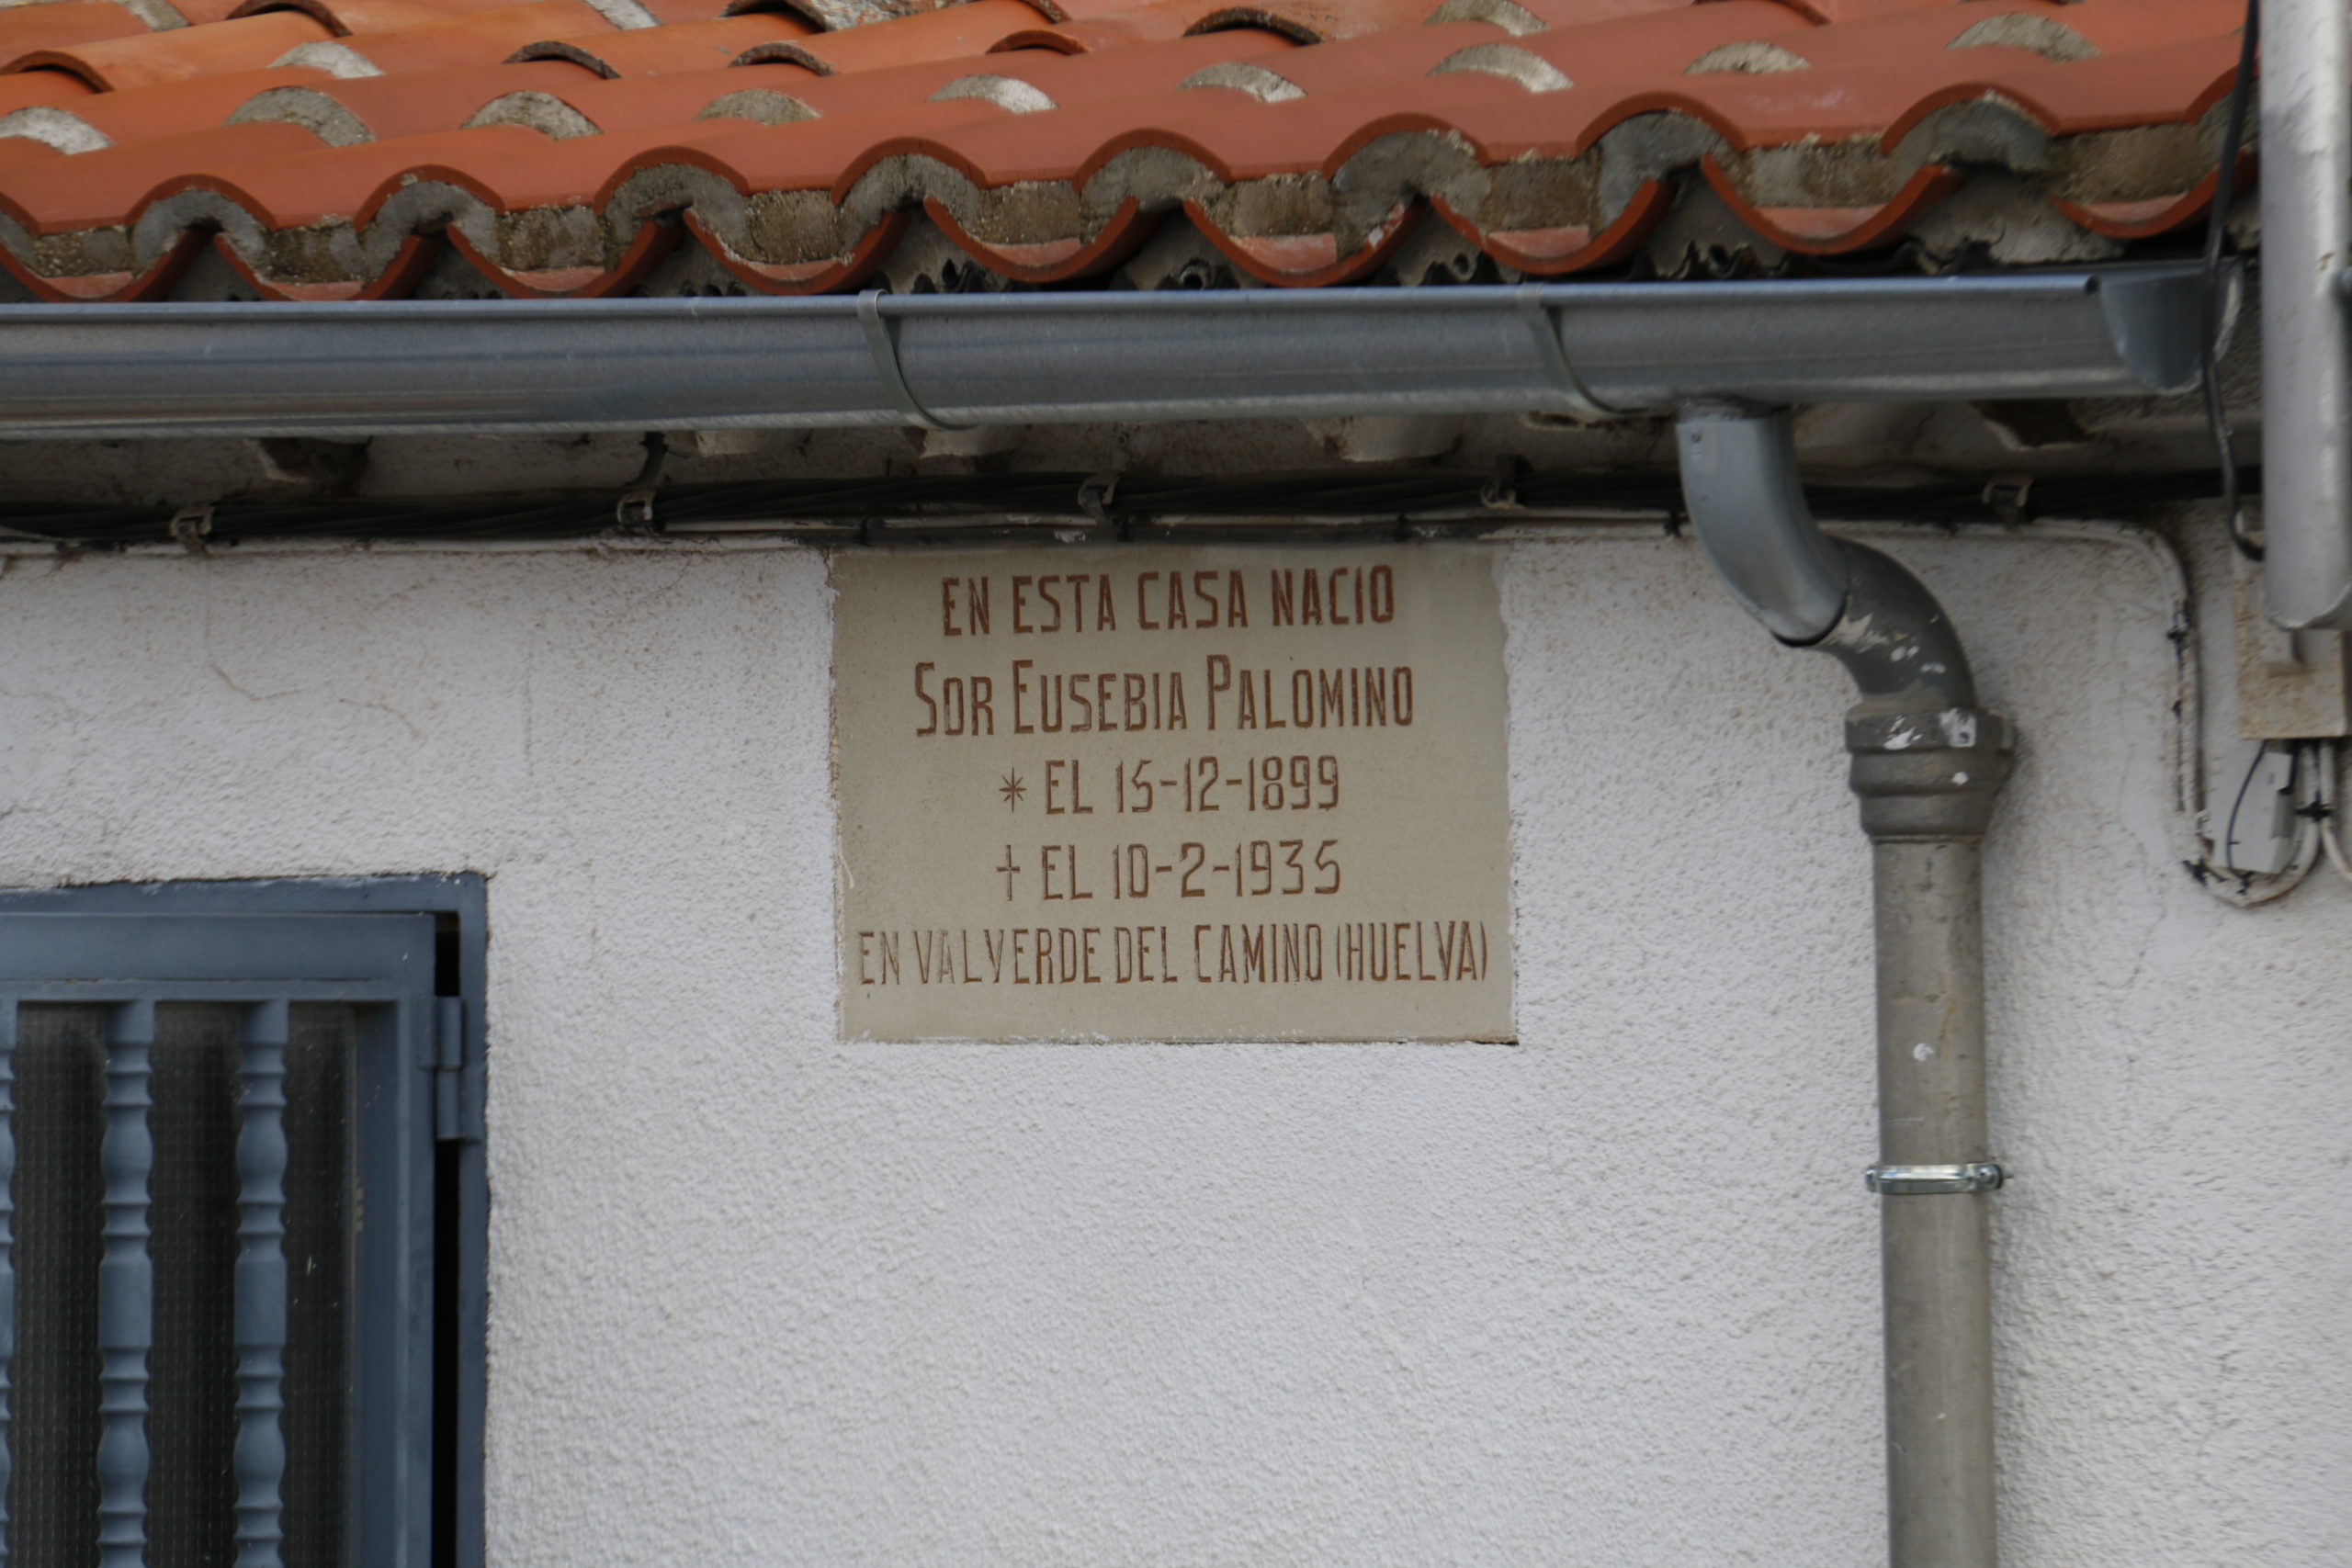 EN ESTA CASA NACIO
SOR EUSEBIA PALOMINO
* EL 15-12-1899
† EL 10-2-1935
EN VALVERDE DEL CAMINO (HUELVA)